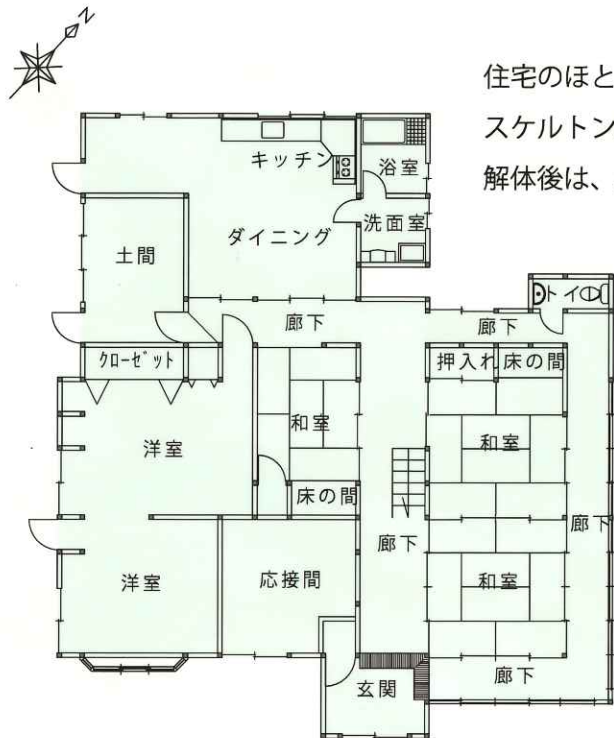 N
住宅のほと
スケルトン
解体後は、
キッチン
浴室
洗面室
ダイニング
土間
トイ
廊下
廊下
クローゼット
押入れ
床の間
和室
和室
洋室
床の間
廊下
廊下
洋室
応接間
和室
廊下
玄関